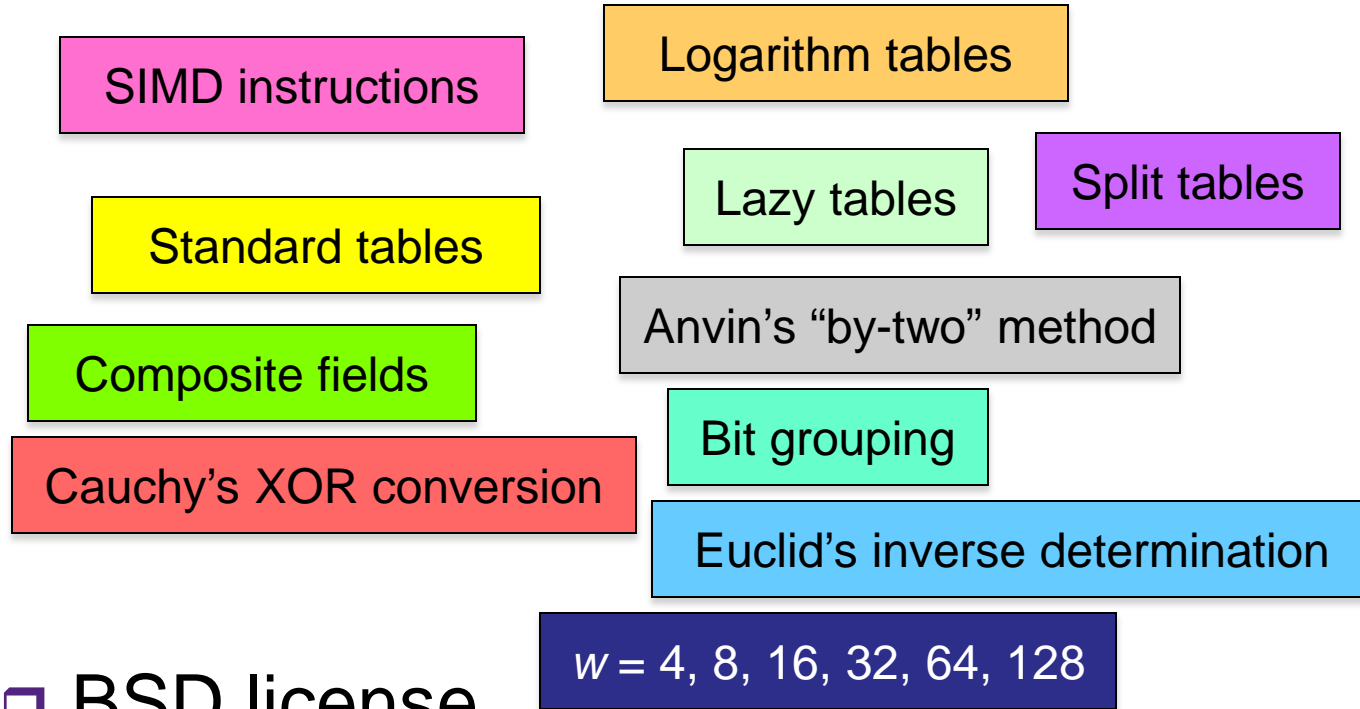 SIMD instructions
Logarithm tables
Lazy tables
Split tables
Standard tables
Anvin’s “by-two” method
Composite fields
Bit grouping
Cauchy’s XOR conversion
Euclid’s inverse determination
w = 4, 8, 16, 32, 64, 128
BSD license